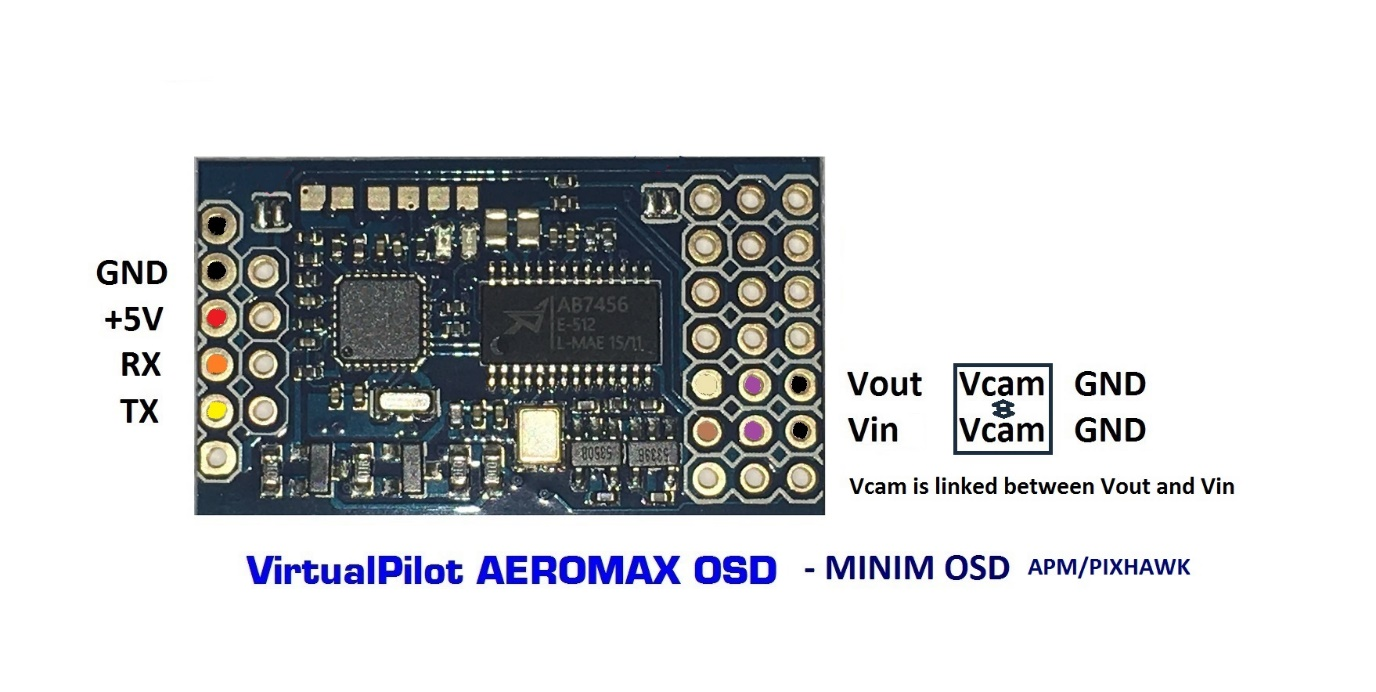 GND
+5V
RX
TX
AB7456
E-512
L-MAE 15/11
Vout Vcam GND
Vin Vcam GND
Vcam is linked between Vout and Vin
VirtualPilot AEROMAX OSD - MINIM OSD APM/PIXHAWK